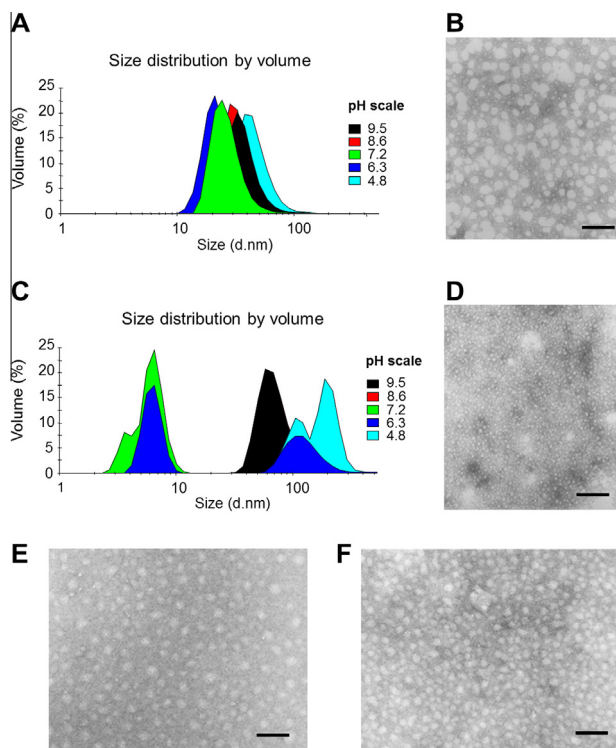 A
Size distribution by volume
Volume (%)
25
20
15
10
5
0
1
10
100
Size (d.nm)
pH scale
9.5
8.6
7.2
6.3
4.8
B
C
Size distribution by volume
Volume (%)
25
20
15
10
5
0
1
10
100
Size (d.nm)
pH scale
9.5
8.6
7.2
6.3
4.8
D
E
F